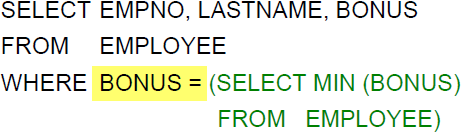 SELECT EMPNO, LASTNAME, BONUS
FROM EMPLOYEE
WHERE BONUS = (SELECT MIN (BONUS)
FROM EMPLOYEE)